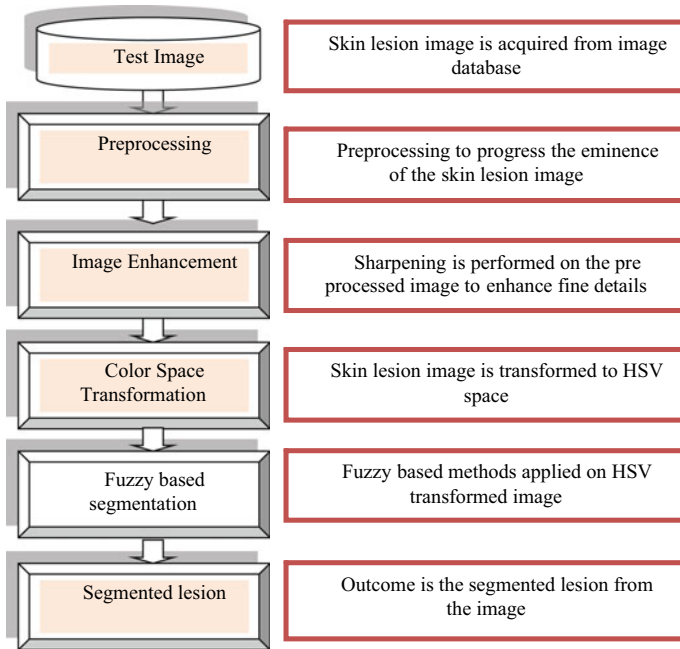 Test Image
Skin lesion image is acquired from image
database
Preprocessing
Preprocessing to progress the eminence
of the skin lesion image
Image Enhancement
Sharpening is performed on the pre
processed image to enhance fine details
Color Space
Transformation
Skin lesion image is transformed to HSV
space
Fuzzy based
segmentation
Fuzzy based methods applied on HSV
transformed image
Segmented lesion
Outcome is the segmented lesion from
the image